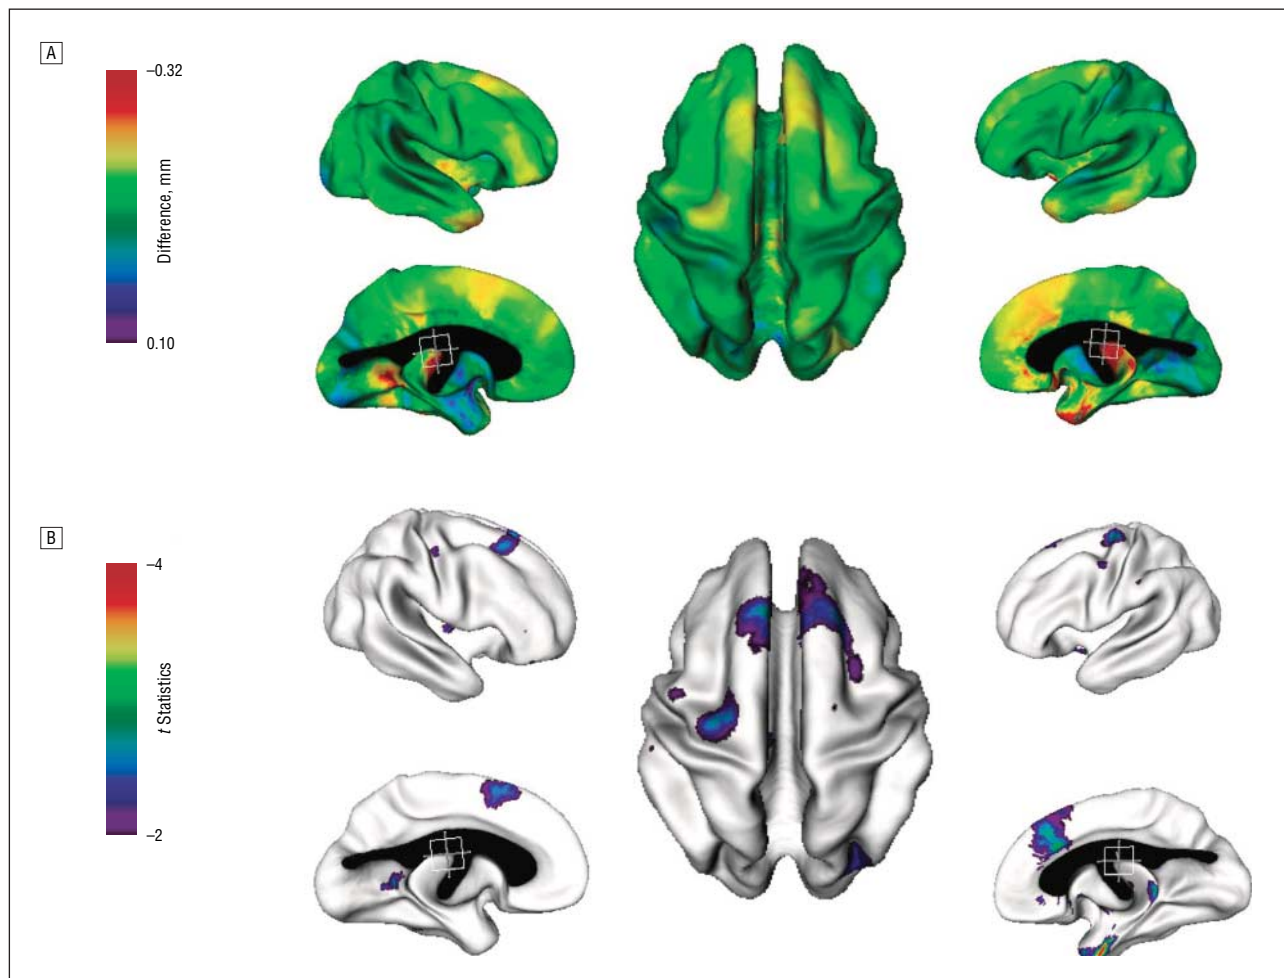 A
–0.32
Difference, mm
0.10
B
–4
t Statistics
–2